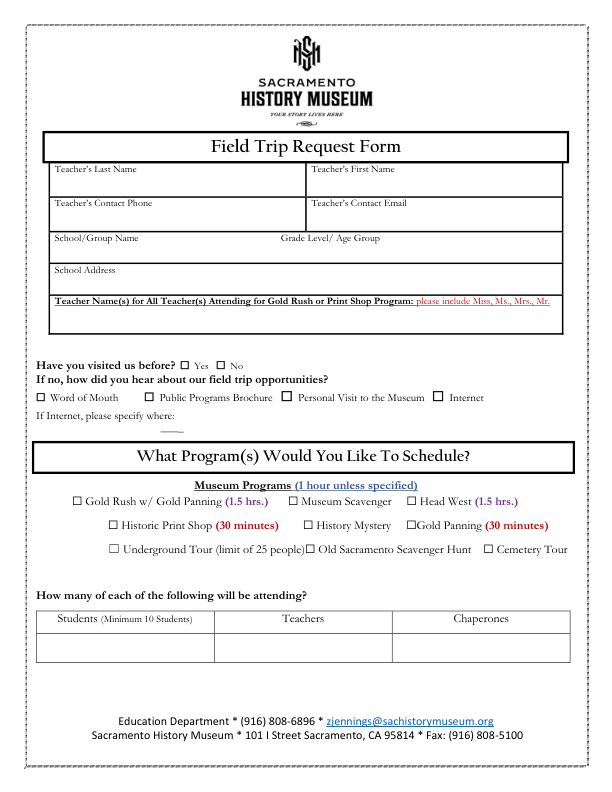 SHM
SACRAMENTO
HISTORY MUSEUM
YOUR STORY LIVES HERE
Field Trip Request Form
Teacher's Last Name Teacher's First Name
Teacher's Contact Phone Teacher's Contact Email
School/Group Name Grade Level/ Age Group
School Address
Teacher Name(s) for All Teacher(s) Attending for Gold Rush or Print Shop Program: please include Miss, Ms., Mrs., Mr.
Have you visited us before? ☐ Yes ☐ No
If no, how did you hear about our field trip opportunities?
☐ Word of Mouth ☐ Public Programs Brochure ☐ Personal Visit to the Museum ☐ Internet
If Internet, please specify where:
What Program(s) Would You Like To Schedule?
Museum Programs (1 hour unless specified)
☐ Gold Rush w/ Gold Panning (1.5 hrs.) ☐ Museum Scavenger ☐ Head West (1.5 hrs.)
☐ Historic Print Shop (30 minutes) ☐ History Mystery ☐Gold Panning (30 minutes)
☐ Underground Tour (limit of 25 people)☐ Old Sacramento Scavenger Hunt ☐ Cemetery Tour
How many of each of the following will be attending?
Students (Minimum 10 Students) Teachers Chaperones
Education Department * (916) 808-6896 * zjennings@sachistorymuseum.org
Sacramento History Museum * 101 I Street Sacramento, CA 95814 * Fax: (916) 808-5100